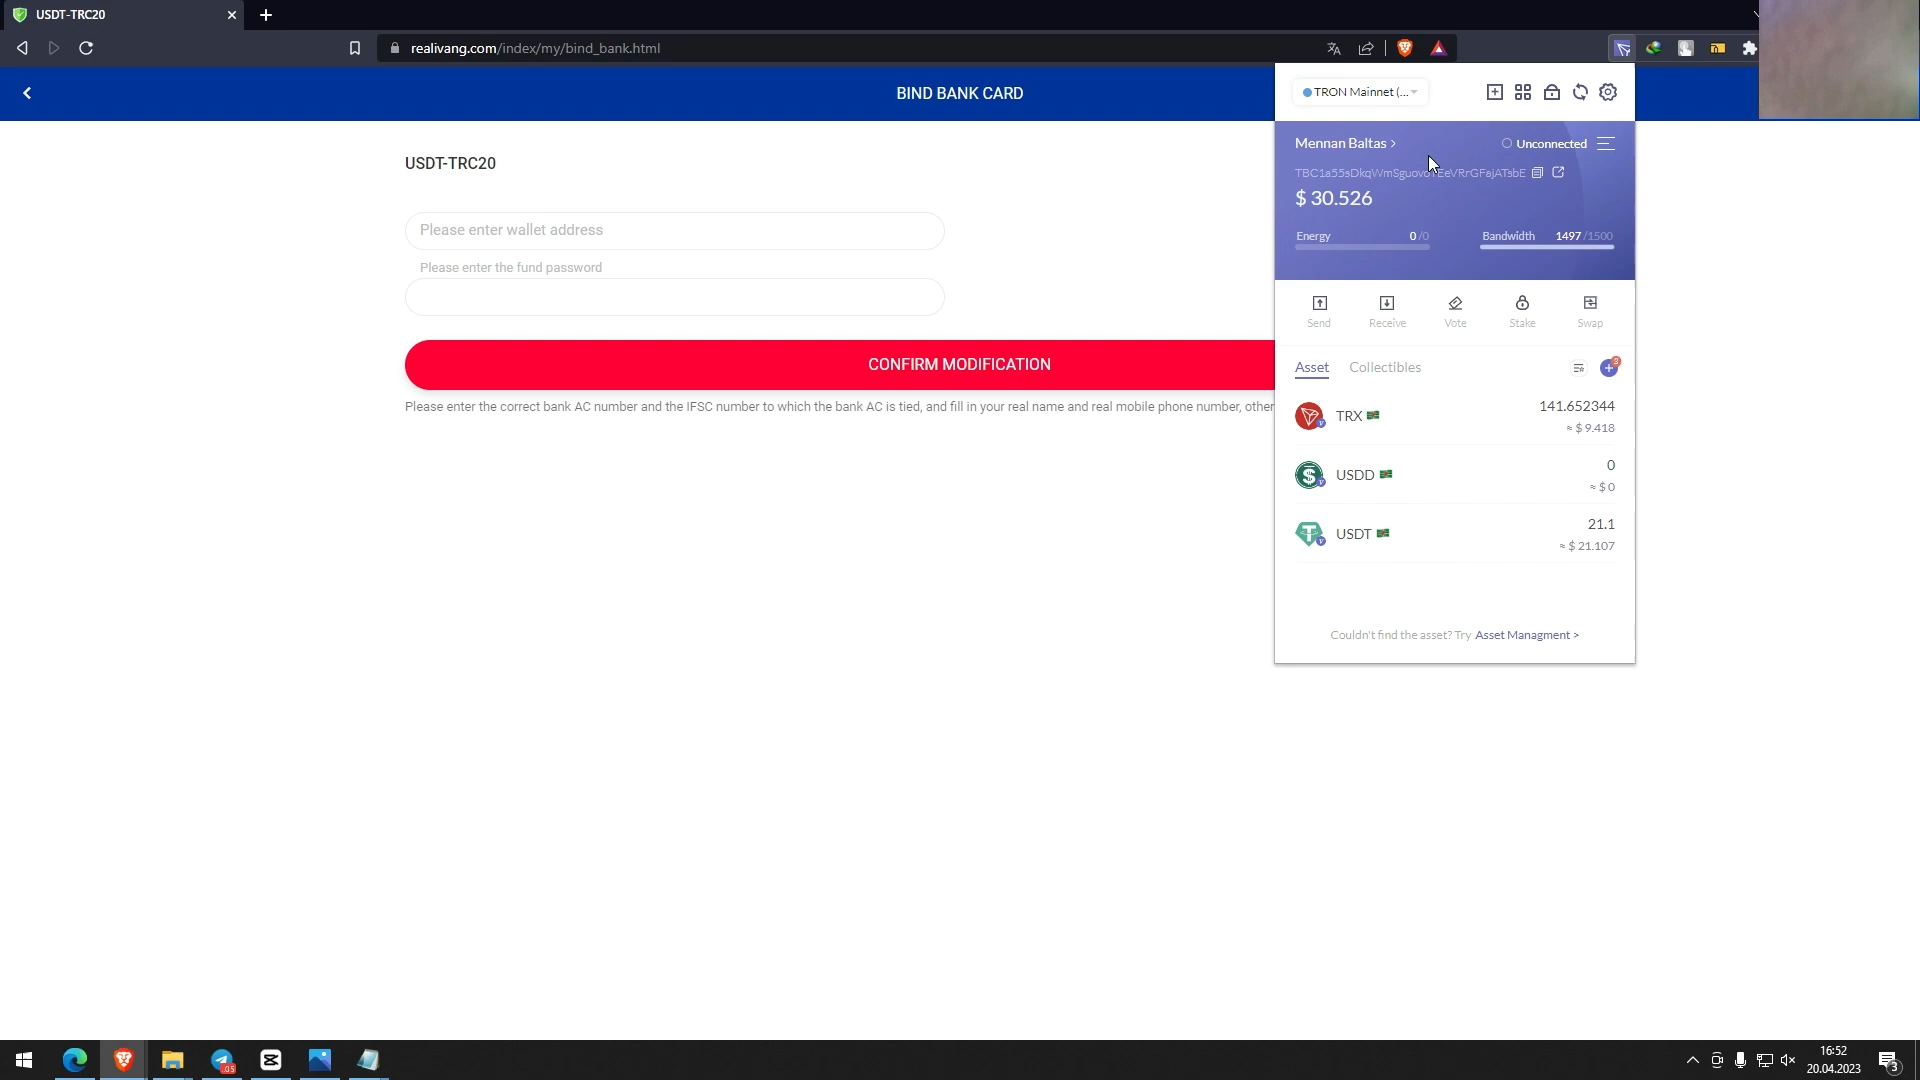 USDT-TRC20
realivang.com/index/my/bind_bank.html
BIND BANK CARD
USDT-TRC20
Please enter wallet address
Please enter the fund password
CONFIRM MODIFICATION
Please enter the correct bank AC number and the IFSC number to which the bank AC is tied, and fill in your real name and real mobile phone number, other
TRON Mainnet (...
Mennan Baltas >
Unconnected
$ 30.526
Energy 0 /0
Bandwidth 1497 /1500
Send
Receive
Vote
Stake
Swap
Asset
Collectibles
3
TRX
141.652344
≈ $ 9.418
USDD
0
≈ $ 0
USDT
21.1
≈ $ 21.107
Couldn't find the asset? Try Asset Managment >
16:52
20.04.2023
3